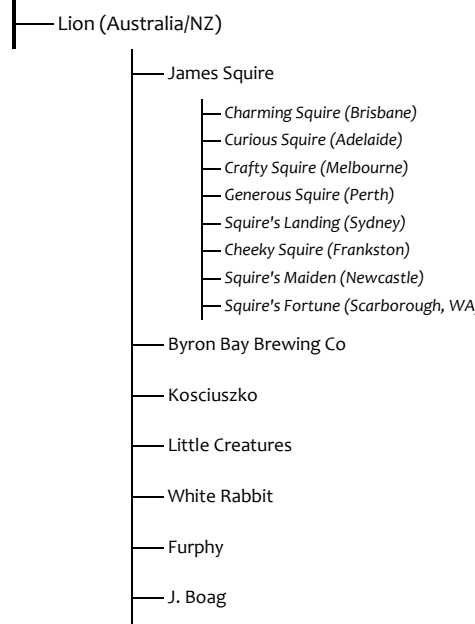 Lion (Australia/NZ)
James Squire
Charming Squire (Brisbane)
Curious Squire (Adelaide)
Crafty Squire (Melbourne)
Generous Squire (Perth)
Squire's Landing (Sydney)
Cheeky Squire (Frankston)
Squire's Maiden (Newcastle)
Squire's Fortune (Scarborough, WA)
Byron Bay Brewing Co
Kosciuszko
Little Creatures
White Rabbit
Furphy
J. Boag